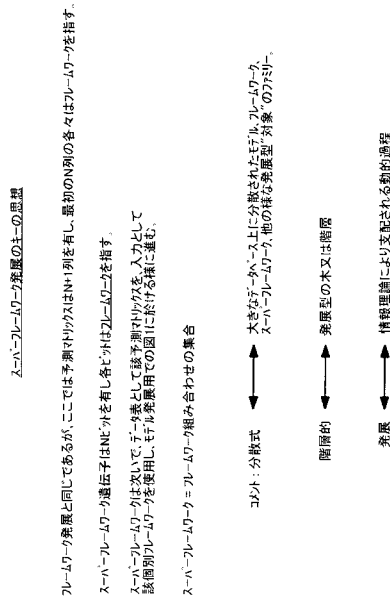 スーパーフレームワーク発展のキーの思想
フレームワーク発展と同じであるが、ここでは予測マトリックスはN+1列を有し、最初のN列の各々はフレームワークを指す。
スーパーフレームワーク遺伝子はNビットを有し各ビットはフレームワークを指す。
スーパーフレームワークは次いで、データ表として該予測マトリックスを、入力として
該個別フレームワークを使用し、モデル発展用での図1に於ける様に進む。
スーパーフレームワーク = フレームワーク組み合わせの集合
コメント：分散式 ⟷ 大きなデータベース上に分散されたモデル、フレームワーク、
スーパーフレームワーク、他の様な発展型“対象”のファミリー。
階層的 ⟷ 発展型の木又は階層
発展 ⟷ 情報理論により支配される動的過程